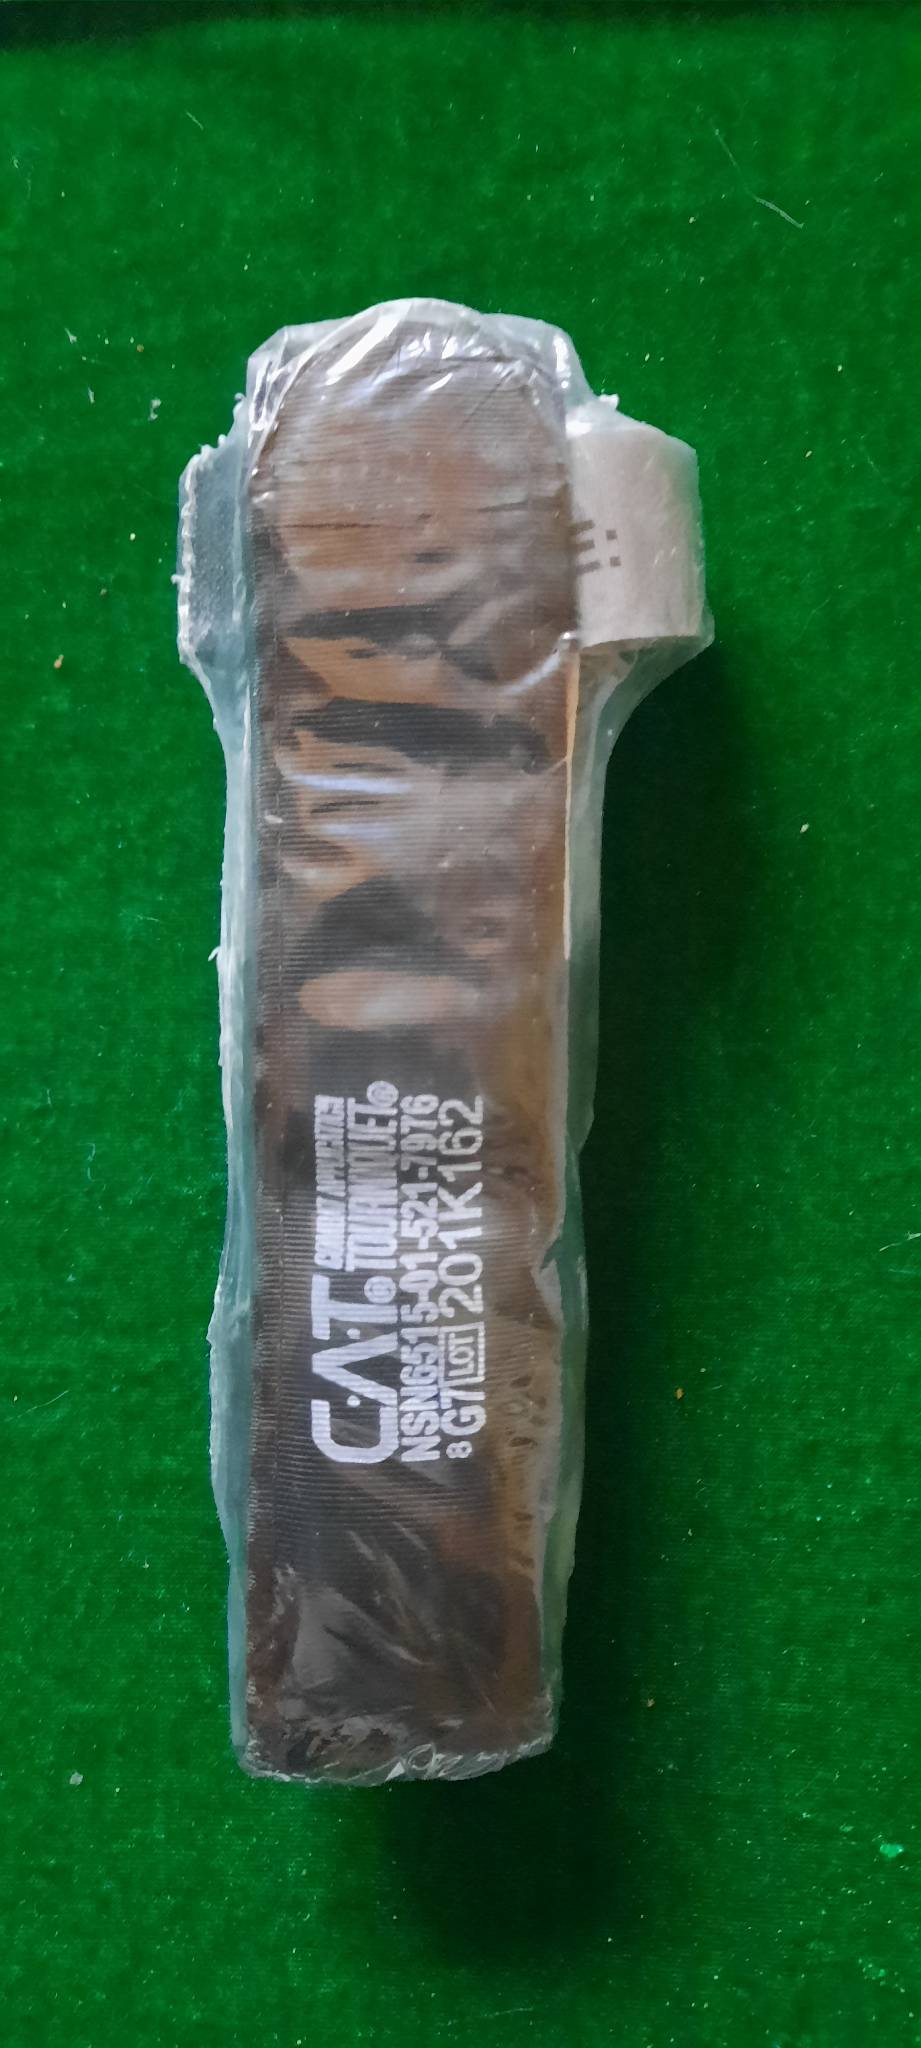 C·A·T® COMBAT APPLICATION
TOURNIQUET®
NSN6515-01-521-7976
8 G7 LOT 201K162